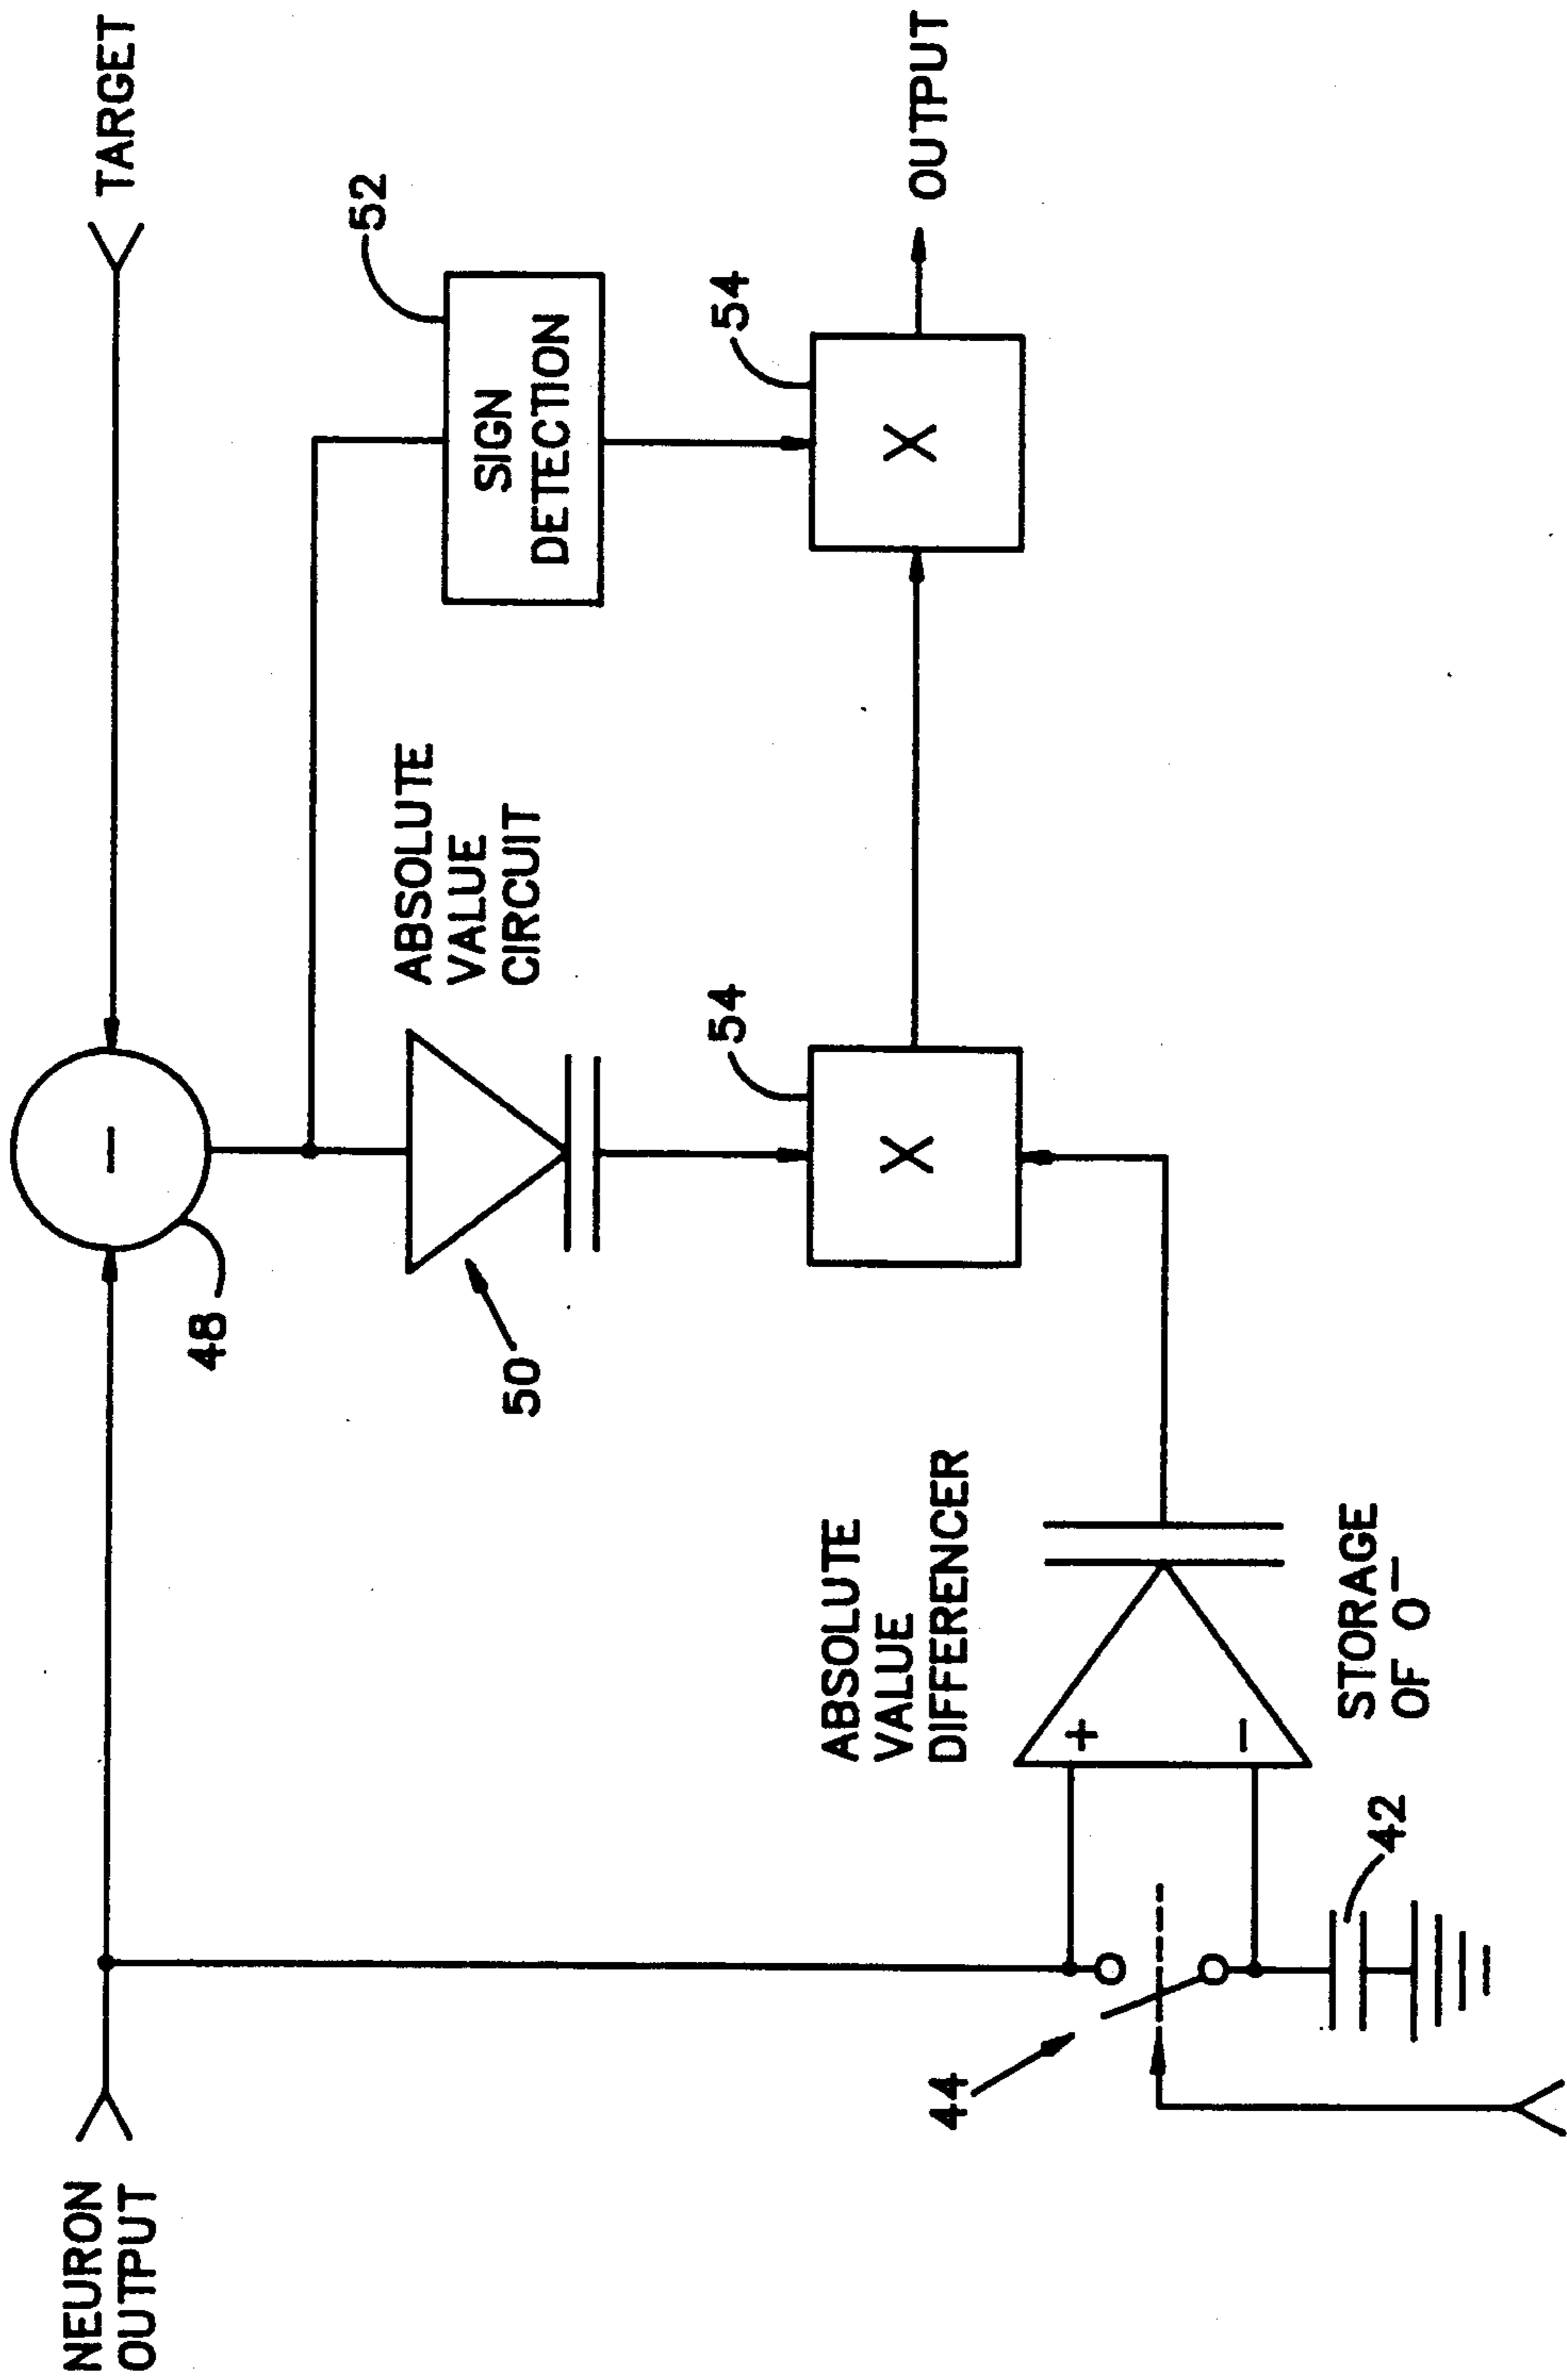 NEURON
OUTPUT
TARGET
48
−
52
SIGN
DETECTION
ABSOLUTE
VALUE
CIRCUIT
50
54
X
54
X
OUTPUT
ABSOLUTE
VALUE
DIFFERENCER
+
−
44
42
STORAGE
OF O⁻